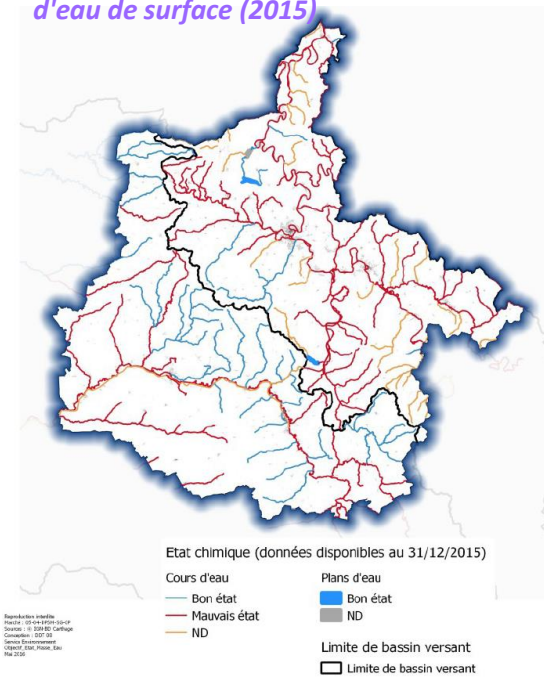 d'eau de surface (2015)
Etat chimique (données disponibles au 31/12/2015)
Cours d'eau
Bon état
Mauvais état
ND
Plans d'eau
Bon état
ND
Limite de bassin versant
Limite de bassin versant
Reproduction interdite
Sources : © IGN-BD Carthage
Conception : DDT 08
Service Environnement
Objectif_Etat_Masse_Eau
Mai 2016